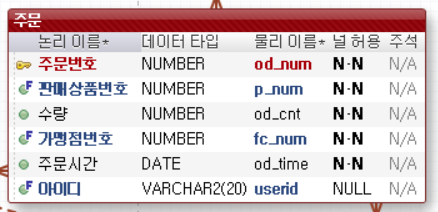 주문
논리 이름* 데이터 타입 물리 이름* 널 허용 주석
주문번호 NUMBER od_num N-N N/A
판매상품번호 NUMBER p_num N-N N/A
수량 NUMBER od_cnt N-N N/A
가맹점번호 NUMBER fc_num N-N N/A
주문시간 DATE od_time N-N N/A
아이디 VARCHAR2(20) userid NULL N/A